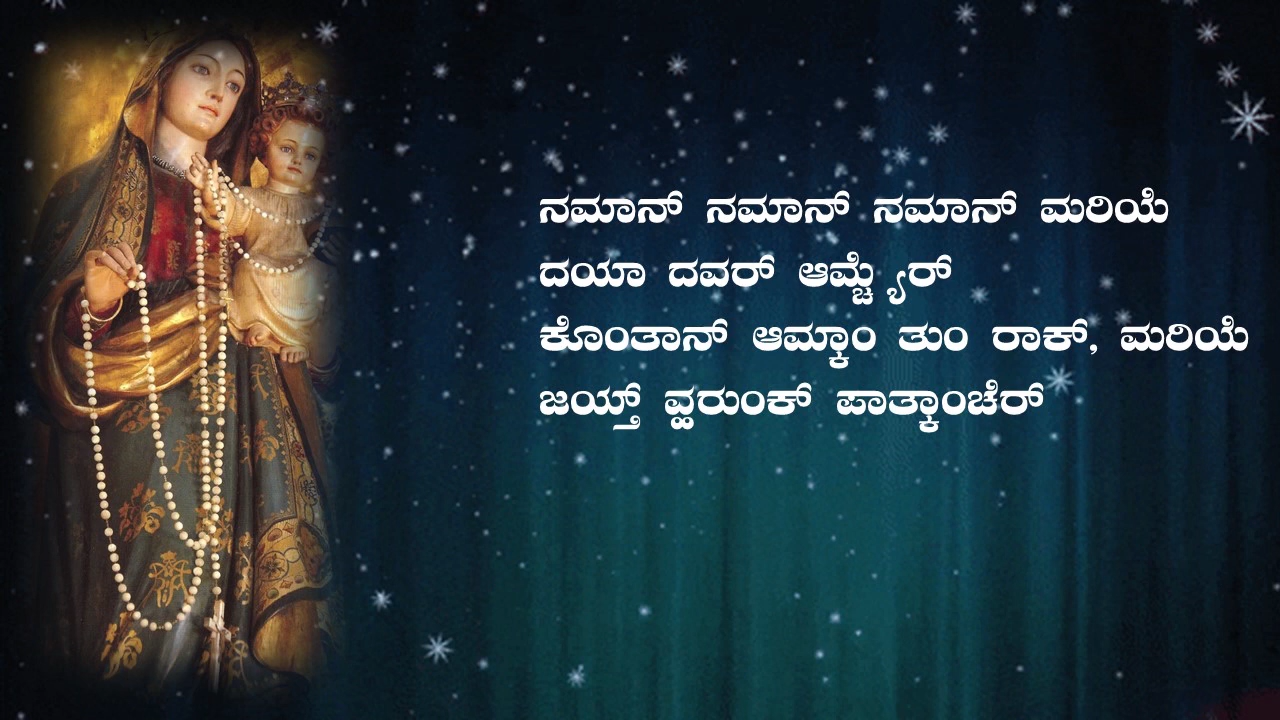 ನಮಾನ್ ನಮಾನ್ ನಮಾನ್ ಮರಿಯೆ
ದಯಾ ದವರ್ ಆಮ್ಚ್ಯೆರ್
ಕೊಂತಾನ್ ಆಮ್ಕಾಂ ತುಂ ರಾಕ್, ಮರಿಯೆ
ಜಯ್ತ್ ವ್ಹರುಂಕ್ ಪಾತ್ಕಾಂಚೆರ್